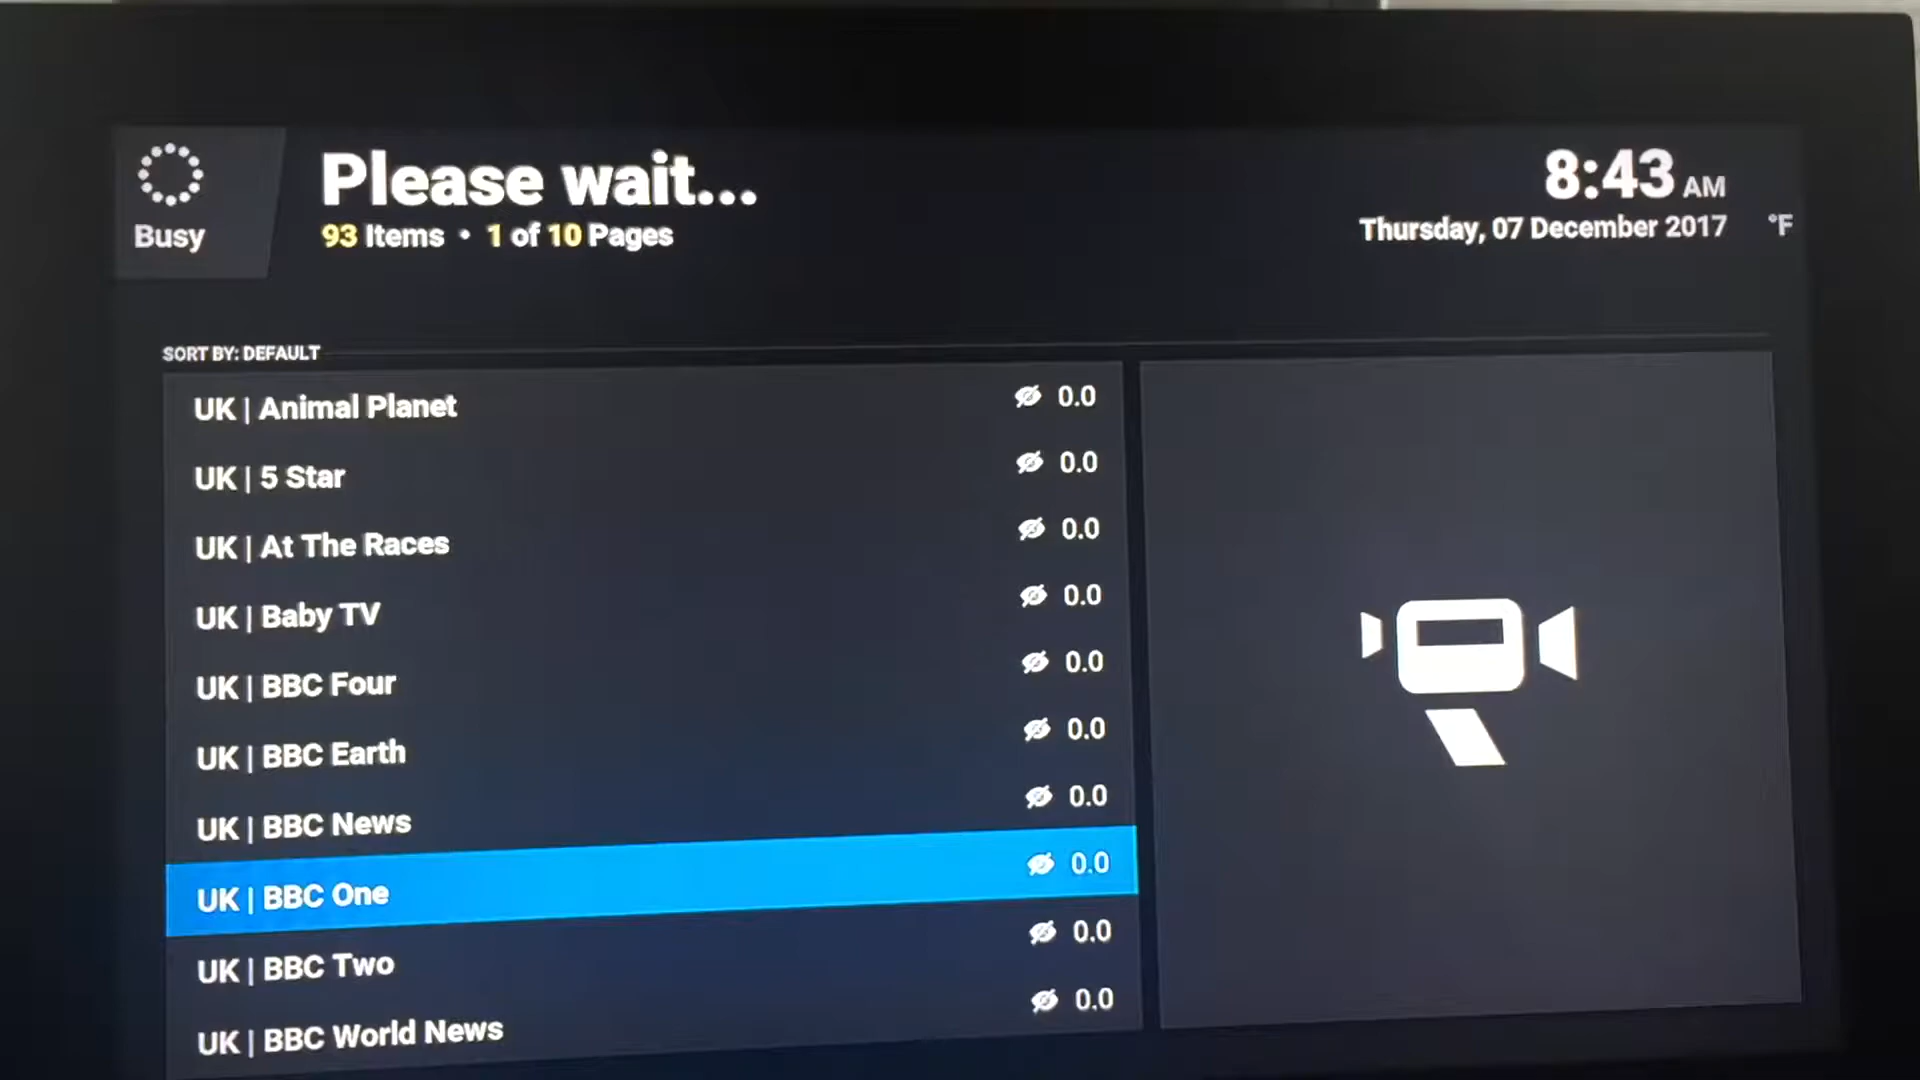 Please wait...
Busy
93 Items • 1 of 10 Pages
8:43 AM
Thursday, 07 December 2017
°F
SORT BY: DEFAULT
UK | Animal Planet 0.0
UK | 5 Star 0.0
UK | At The Races 0.0
UK | Baby TV 0.0
UK | BBC Four 0.0
UK | BBC Earth 0.0
UK | BBC News 0.0
UK | BBC One 0.0
UK | BBC Two 0.0
UK | BBC World News 0.0